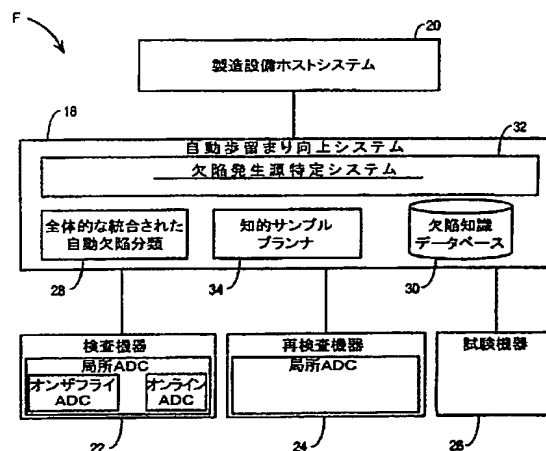 F
20
製造設備ホストシステム
18
自動歩留まり向上システム
32
欠陥発生源特定システム
全体的な統合された
自動欠陥分類
28
知的サンプル
プランナ
34
欠陥知識
データベース
30
検査機器
局所ADC
オンザフライ
ADC
オンライン
ADC
22
再検査機器
局所ADC
24
試験機器
26